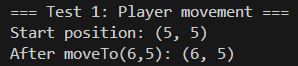 === Test 1: Player movement ===
Start position: (5, 5)
After moveTo(6,5): (6, 5)